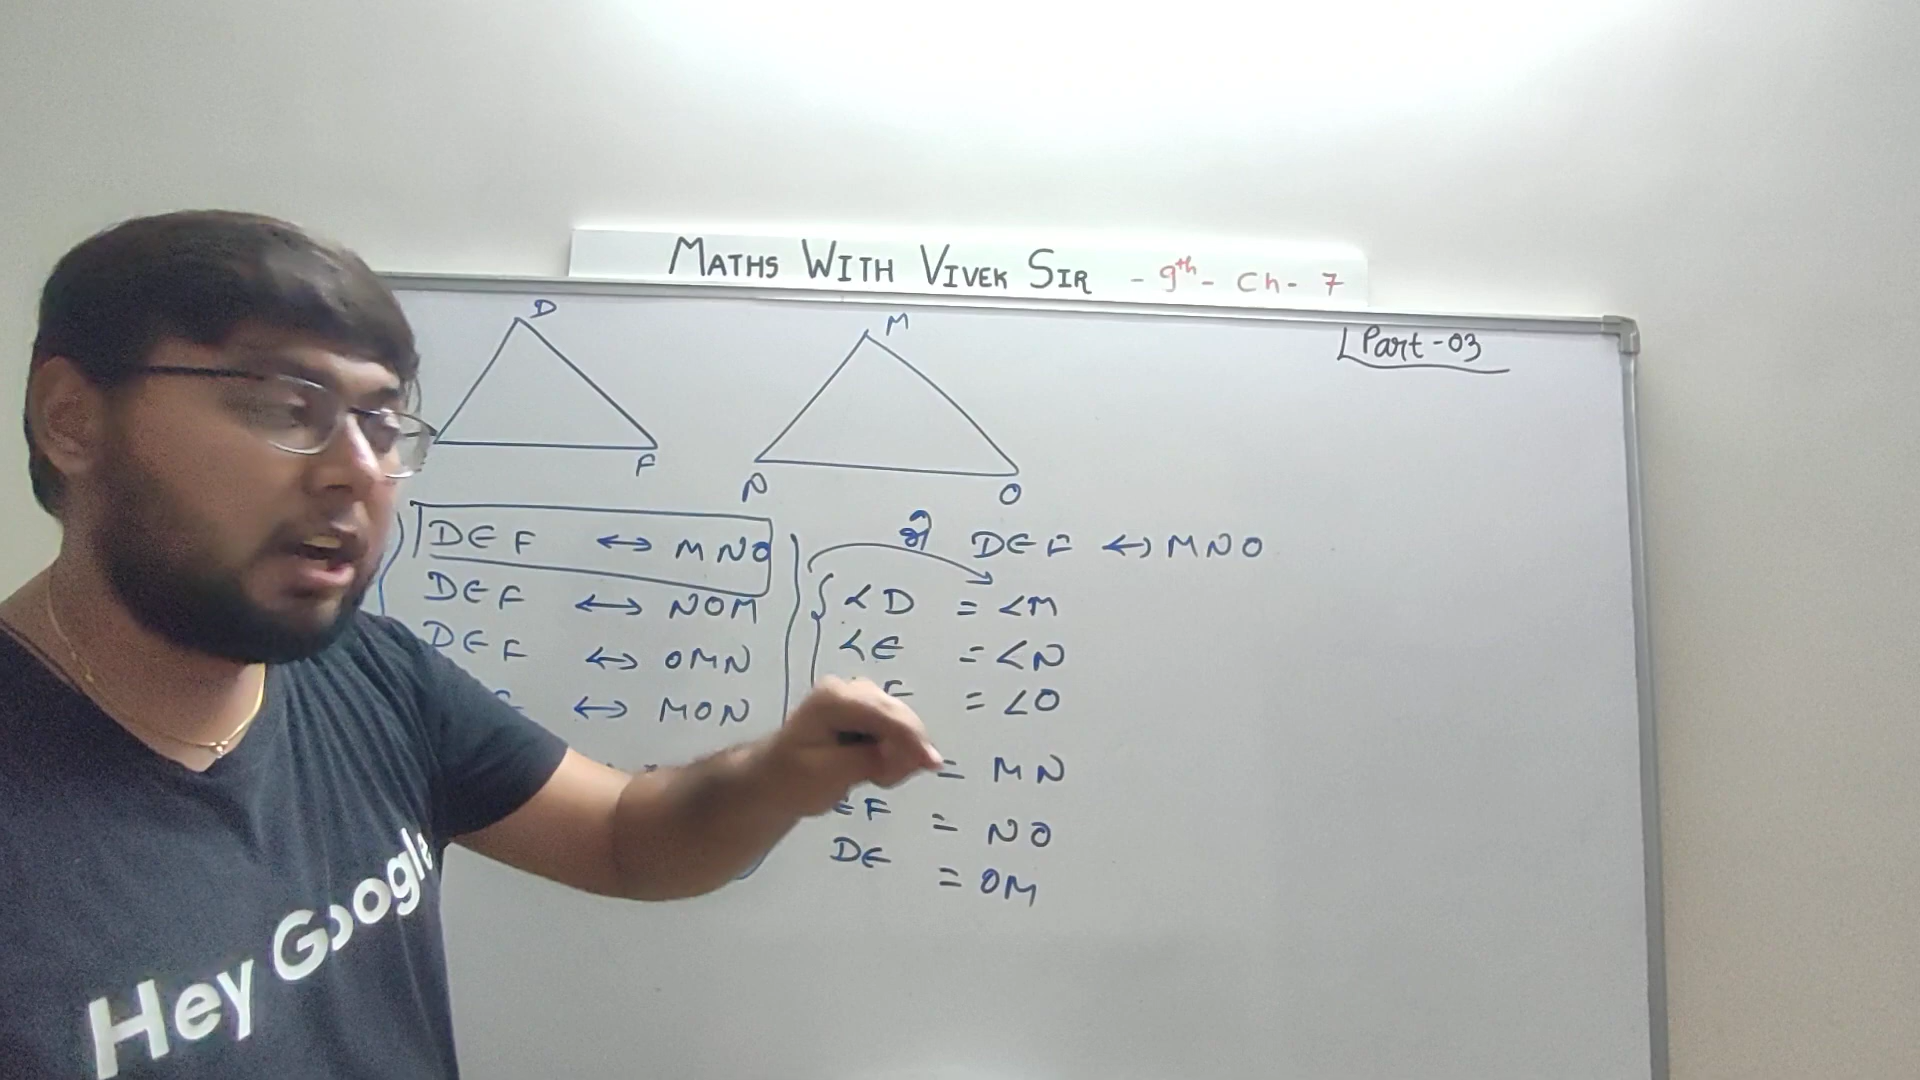 MATHS WITH VIVEK SIR - 9th - Ch - 7
Part - 03
D
F
M
N
O
DEF ↔ MNO
DEF ↔ NOM
DEF ↔ OMN
↔ MON
DEF ↔ MNO
∠D = ∠M
∠E = ∠N
F = ∠O
= MN
EF = NO
DE = OM
Hey Google